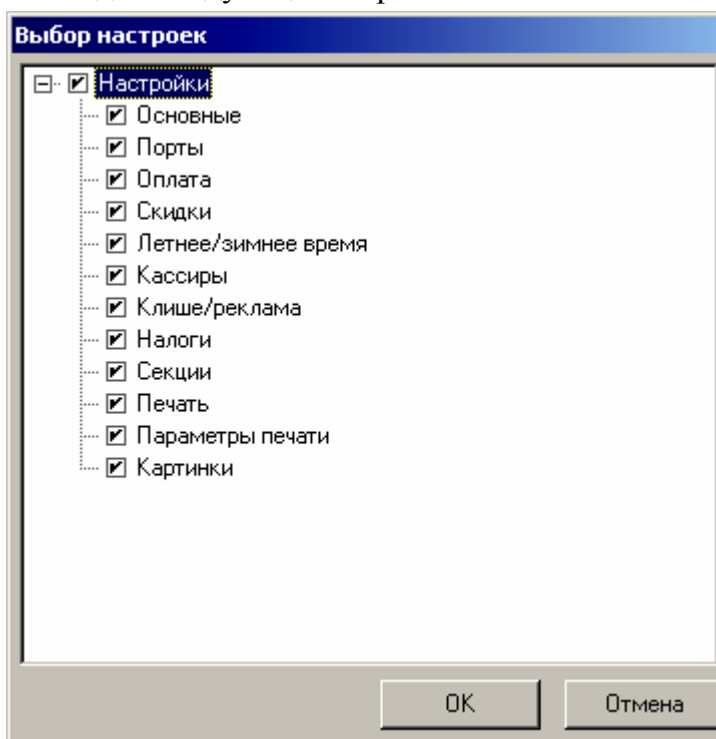 Выбор настроек
Настройки
Основные
Порты
Оплата
Скидки
Летнее/зимнее время
Кассиры
Клише/реклама
Налоги
Секции
Печать
Параметры печати
Картинки
OK
Отмена